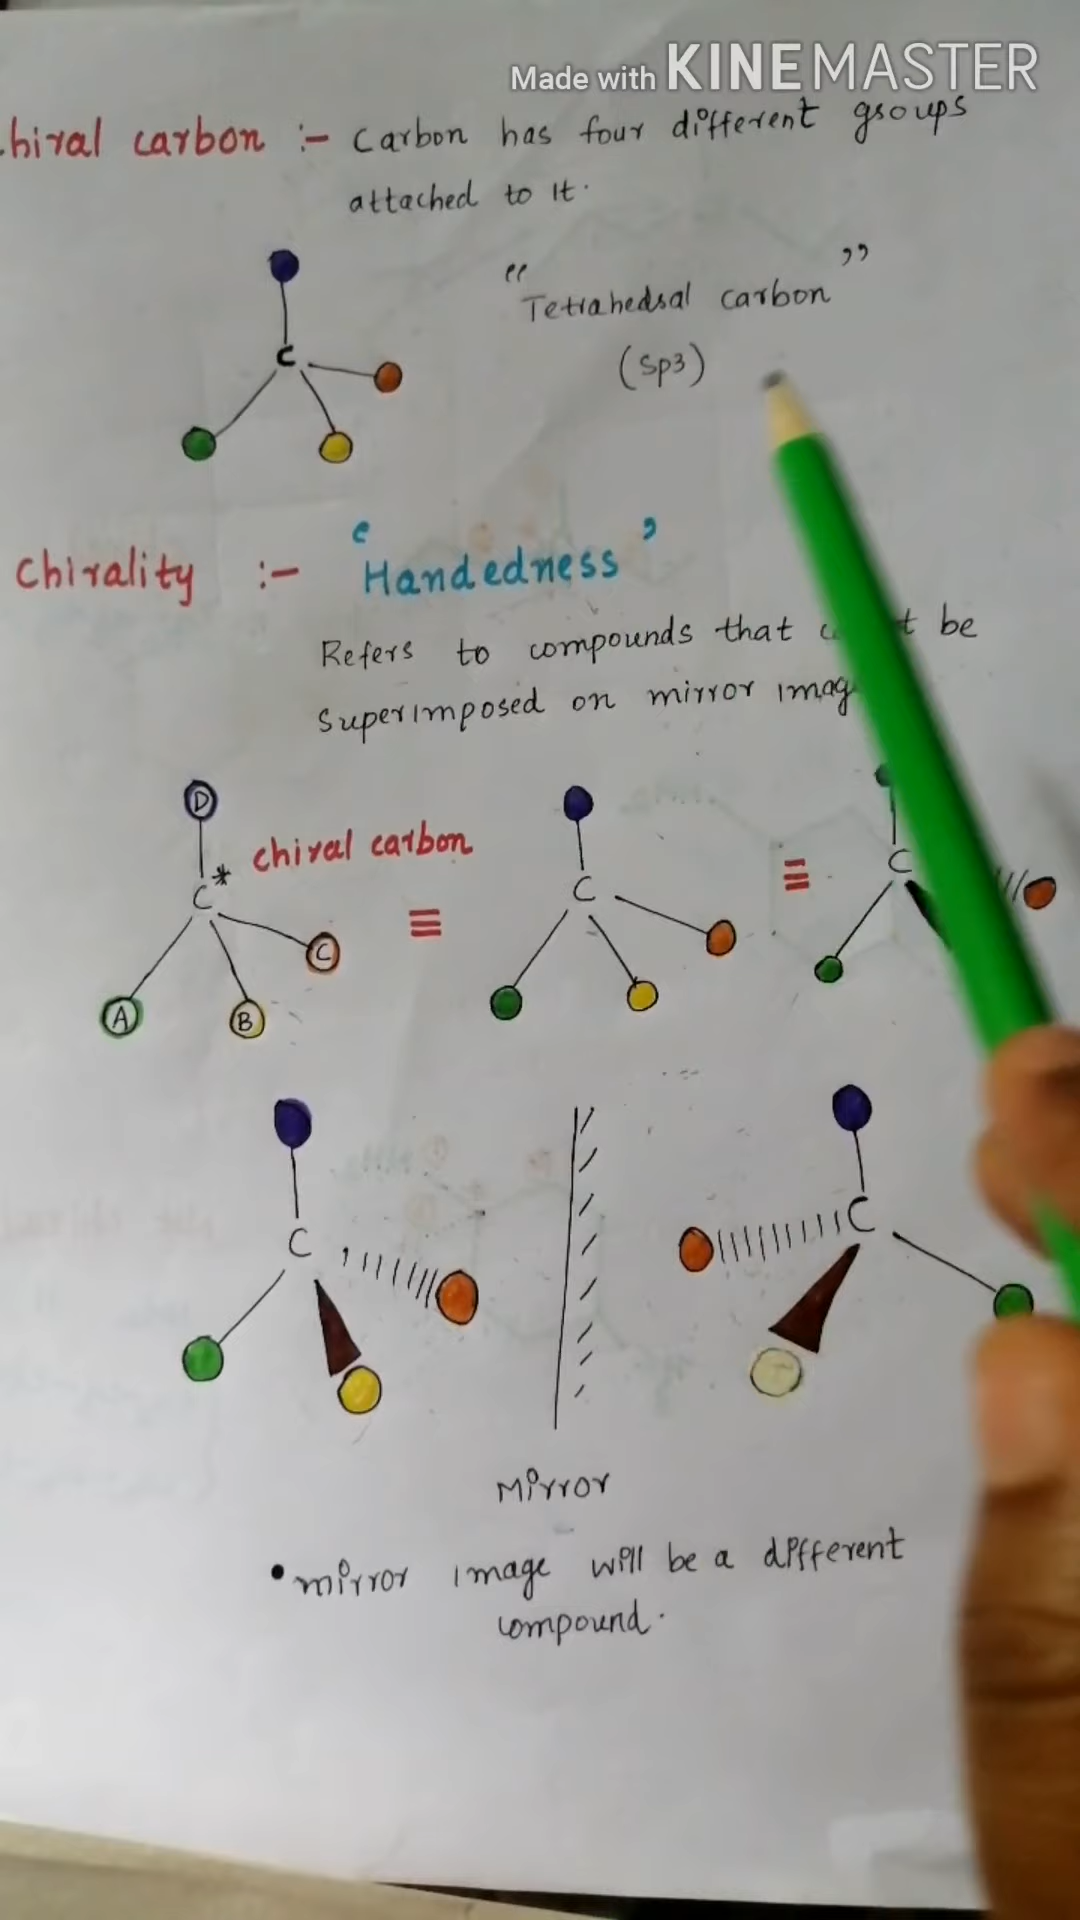 Made with KINEMASTER
hiral carbon :- Carbon has four different groups
attached to it.
"Tetrahedral carbon"
(sp3)
Chirality :- 'Handedness'
Refers to compounds that be
superimposed on mirror
D
C* chiral carbon
A
B
C
≡
C
≡
C
C
C
Mirror
• mirror image will be a different
compound.